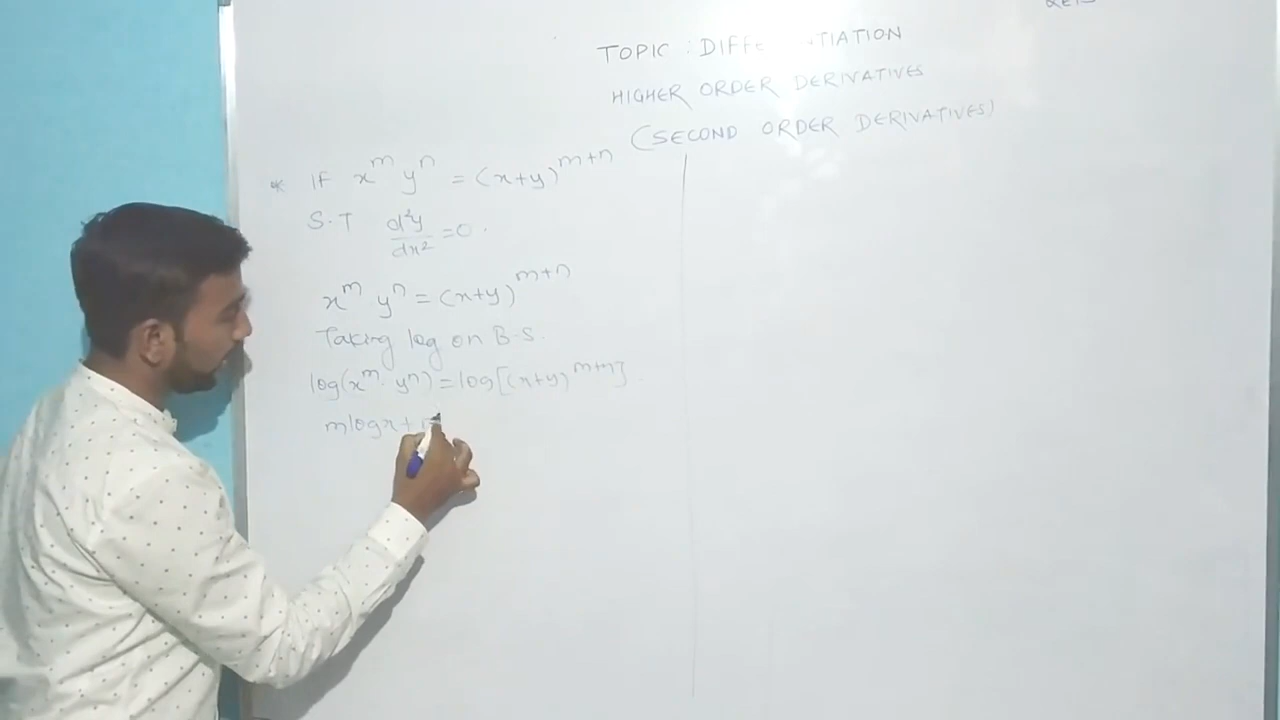 TOPIC : DIFFE TIATION
HIGHER ORDER DERIVATIVES
(SECOND ORDER DERIVATIVES)
* IF x^m y^n = (x+y)^{m+n}
S.T d²y/dx² = 0.
x^m y^n = (x+y)^{m+n}
Taking log on B-S.
log(x^m . y^n) = log[(x+y)^{m+n}]
mlogx + n